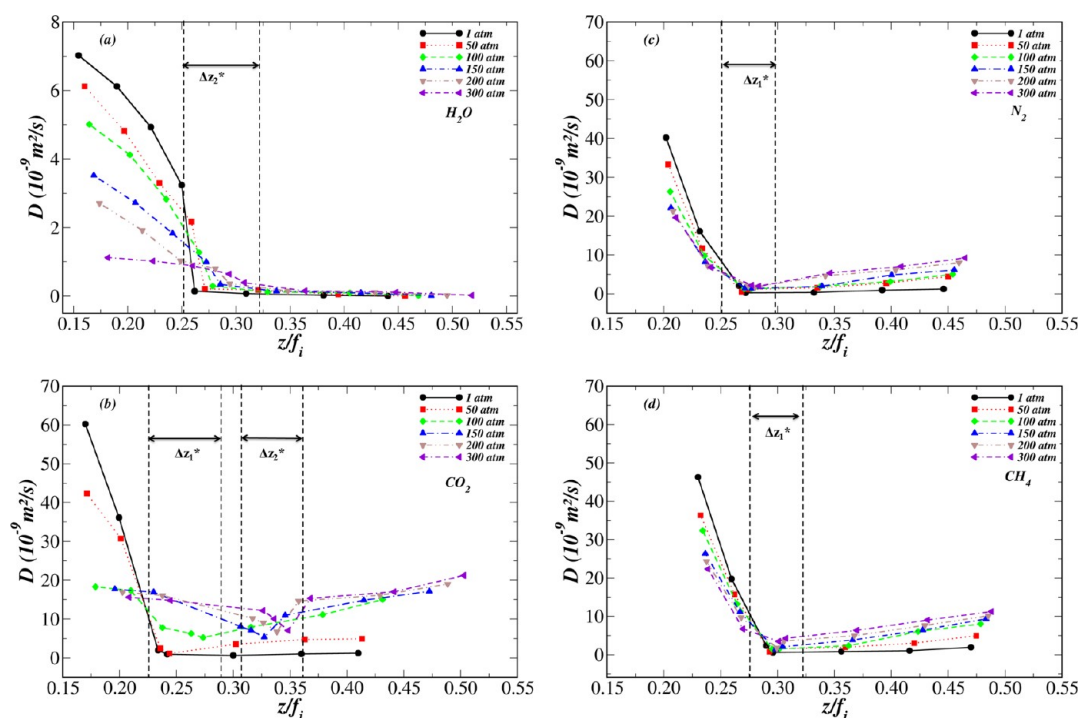 (a)
1 atm
50 atm
100 atm
150 atm
200 atm
300 atm
H₂O
Δz₂*
D (10⁻⁹ m²/s)
8
6
4
2
0
0.15 0.20 0.25 0.30 0.35 0.40 0.45 0.50 0.55
z/fᵢ
(c)
1 atm
50 atm
100 atm
150 atm
200 atm
300 atm
N₂
Δz₁*
D (10⁻⁹ m²/s)
70
60
50
40
30
20
10
0
0.15 0.20 0.25 0.30 0.35 0.40 0.45 0.50 0.55
z/fᵢ
(b)
1 atm
50 atm
100 atm
150 atm
200 atm
300 atm
CO₂
Δz₁* Δz₂*
D (10⁻⁹ m²/s)
70
60
50
40
30
20
10
0
0.15 0.20 0.25 0.30 0.35 0.40 0.45 0.50 0.55
z/fᵢ
(d)
1 atm
50 atm
100 atm
150 atm
200 atm
300 atm
CH₄
Δz₁*
D (10⁻⁹ m²/s)
70
60
50
40
30
20
10
0
0.15 0.20 0.25 0.30 0.35 0.40 0.45 0.50 0.55
z/fᵢ